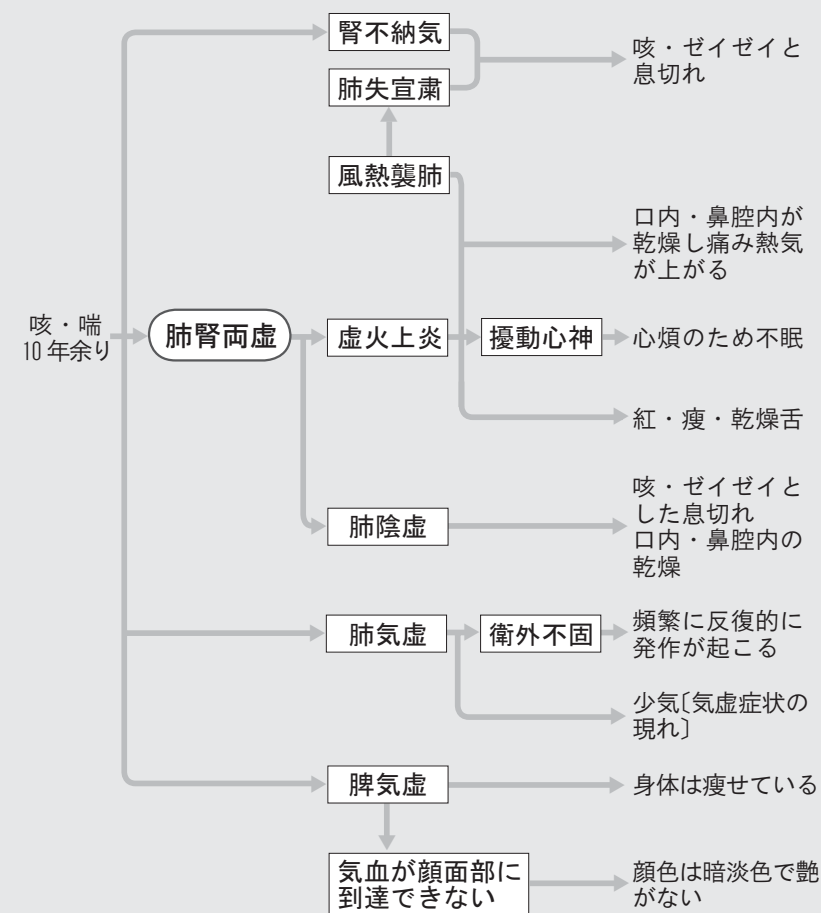 腎不納気
咳・ゼイゼイと
息切れ
肺失宣粛
風熱襲肺
口内・鼻腔内が
乾燥し痛み熱気
が上がる
咳・喘
10年余り
肺腎両虚
虚火上炎
擾動心神
心煩のため不眠
紅・瘦・乾燥舌
肺陰虚
咳・ゼイゼイと
した息切れ
口内・鼻腔内の
乾燥
肺気虚
衛外不固
頻繁に反復的に
発作が起こる
少気〔気虚症状の
現れ〕
脾気虚
身体は瘦せている
気血が顔面部に
到達できない
顔色は暗淡色で艶
がない